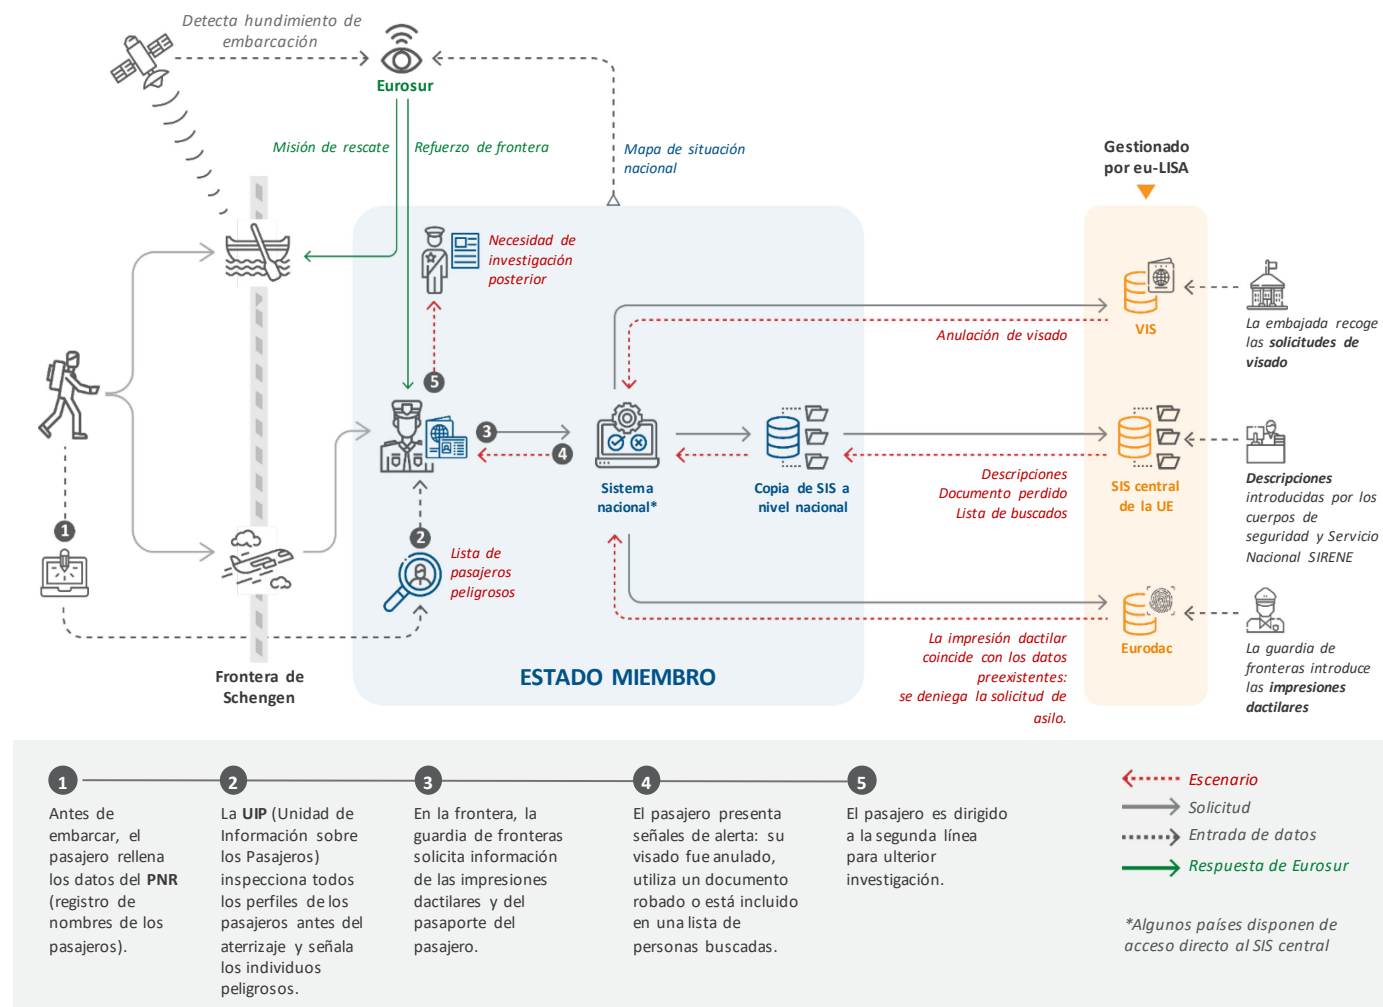 Detecta hundimiento de
embarcación
Eurosur
Misión de rescate
Refuerzo de frontera
Mapa de situación
nacional
Gestionado
por eu-LISA
Necesidad de
investigación
posterior
VIS
Anulación de visado
La embajada recoge
las solicitudes de
visado
5
3
4
Sistema
nacional*
Copia de SIS a
nivel nacional
Descripciones
Documento perdido
Lista de buscados
SIS central
de la UE
Descripciones
introducidas por los
cuerpos de
seguridad y Servicio
Nacional SIRENE
1
2
Lista de
pasajeros
peligrosos
Eurodac
La impresión dactilar
coincide con los datos
preexistentes:
se deniega la solicitud de
asilo.
La guardia de
fronteras introduce
las impresiones
dactilares
Frontera de
Schengen
ESTADO MIEMBRO
1
Antes de
embarcar, el
pasajero rellena
los datos del PNR
(registro de
nombres de los
pasajeros).
2
La UIP (Unidad de
Información sobre
los Pasajeros)
inspecciona todos
los perfiles de los
pasajeros antes del
aterrizaje y señala
los individuos
peligrosos.
3
En la frontera, la
guardia de fronteras
solicita información
de las impresiones
dactilares y del
pasaporte del
pasajero.
4
El pasajero presenta
señales de alerta: su
visado fue anulado,
utiliza un documento
robado o está incluido
en una lista de
personas buscadas.
5
El pasajero es dirigido
a la segunda línea
para ulterior
investigación.
Escenario
Solicitud
Entrada de datos
Respuesta de Eurosur
*Algunos países disponen de
acceso directo al SIS central